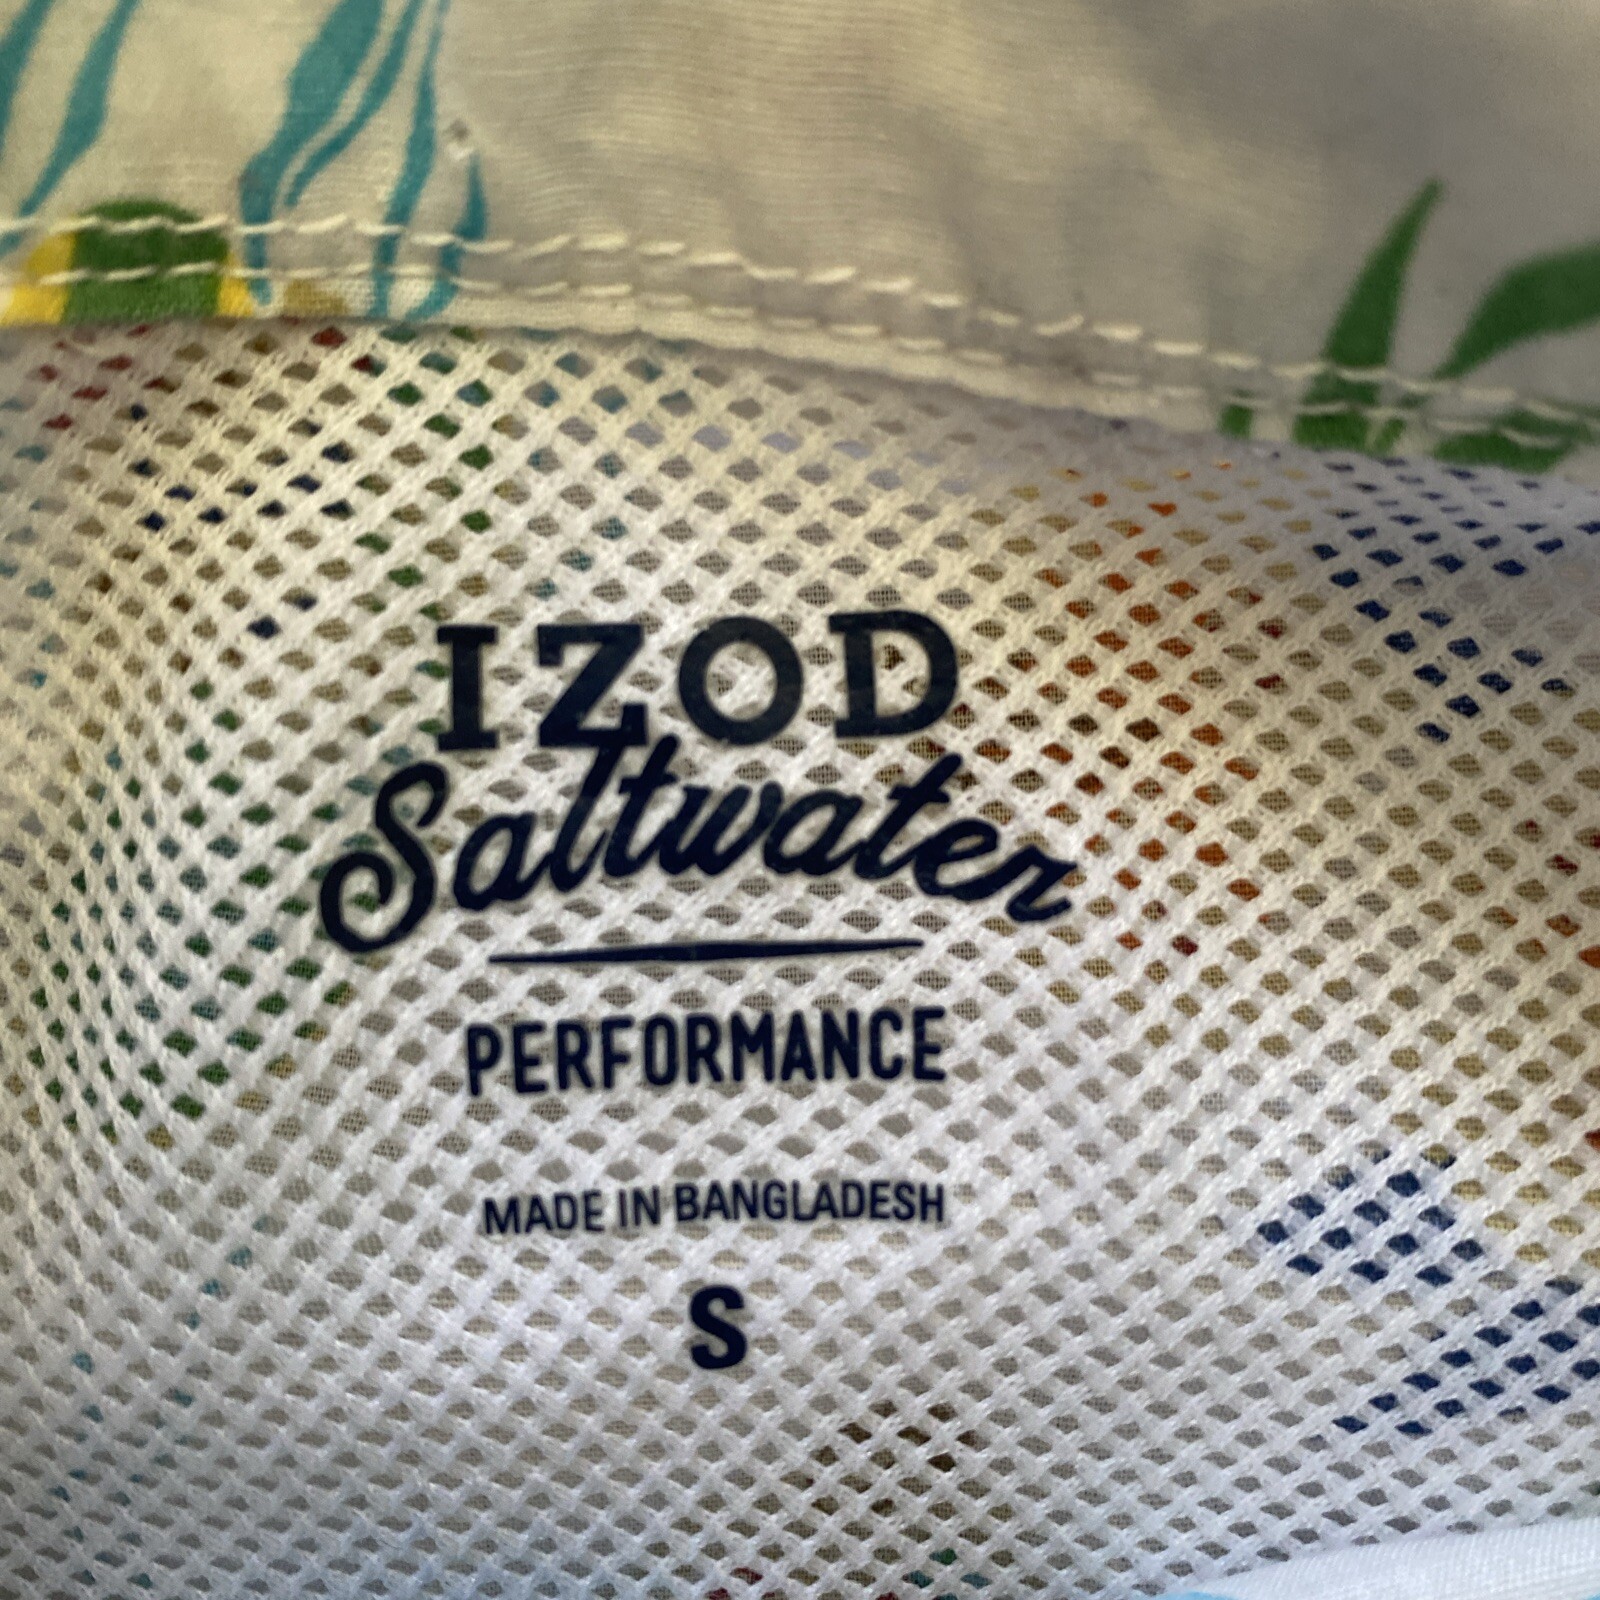 IZOD
Saltwater
PERFORMANCE
MADE IN BANGLADESH
S